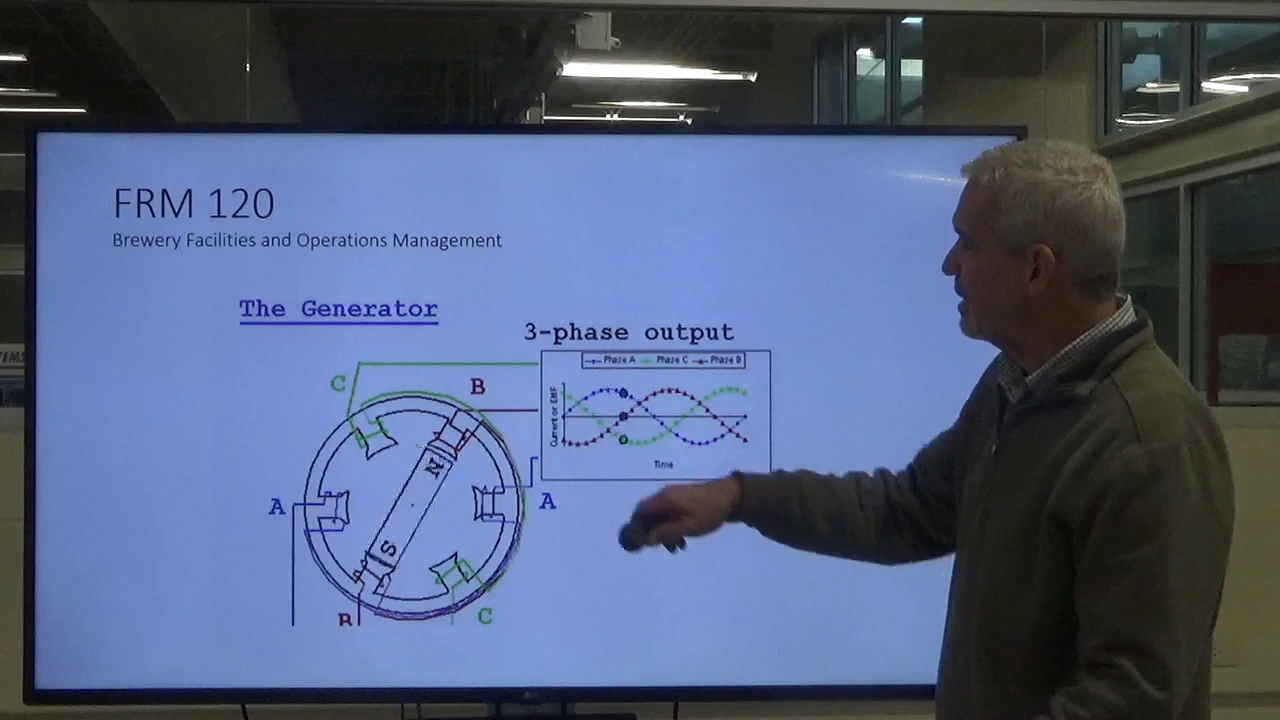 FRM 120
Brewery Facilities and Operations Management
The Generator
3-phase output
Phase A Phase C Phase B
Current or EMF
Time
C
B
N
A
A
S
B
C